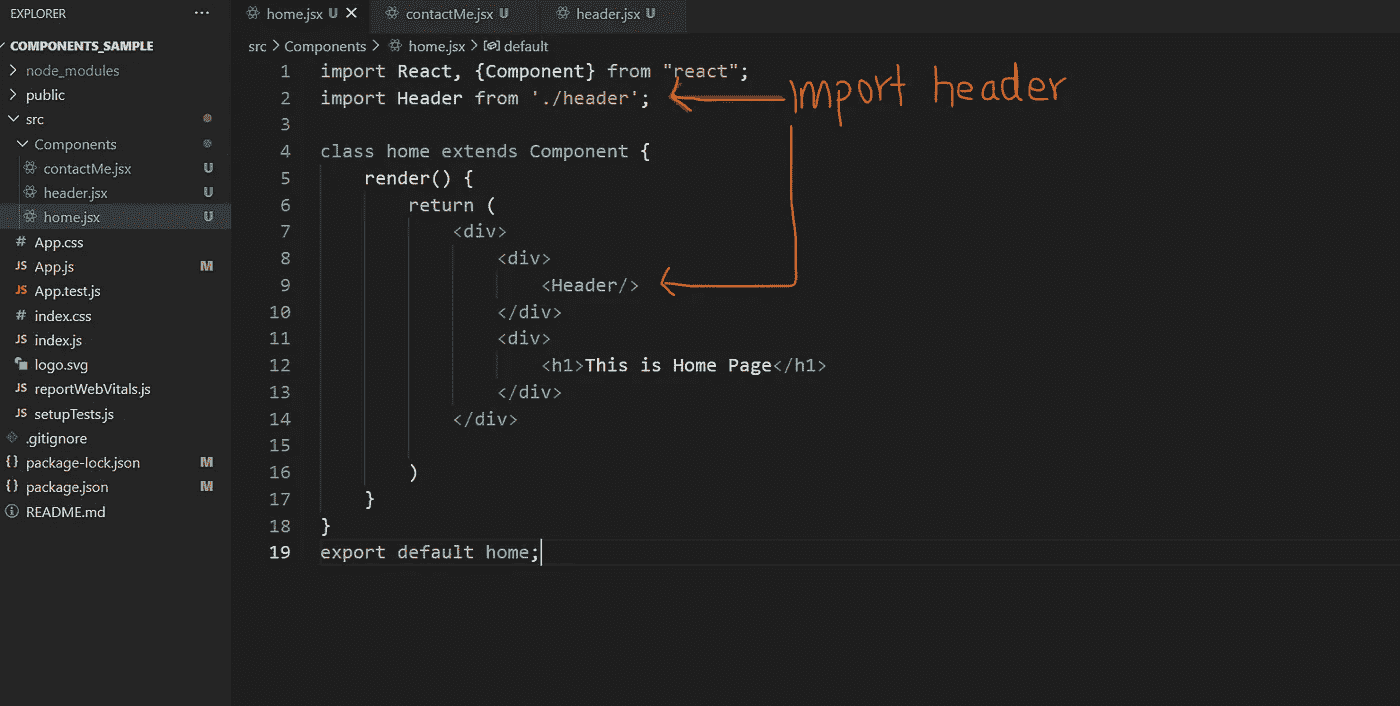 EXPLORER ...
COMPONENTS_SAMPLE
node_modules
public
src
Components
contactMe.jsx U
header.jsx U
home.jsx U
App.css
App.js M
App.test.js
index.css
index.js
logo.svg
reportWebVitals.js
setupTests.js
.gitignore
package-lock.json M
package.json M
README.md
home.jsx U contactMe.jsx U header.jsx U
src > Components > home.jsx > default
1 import React, {Component} from "react";
2 import Header from './header';
3
4 class home extends Component {
5 render() {
6 return (
7 <div>
8 <div>
9 <Header/>
10 </div>
11 <div>
12 <h1>This is Home Page</h1>
13 </div>
14 </div>
15
16 )
17 }
18 }
19 export default home;
import header